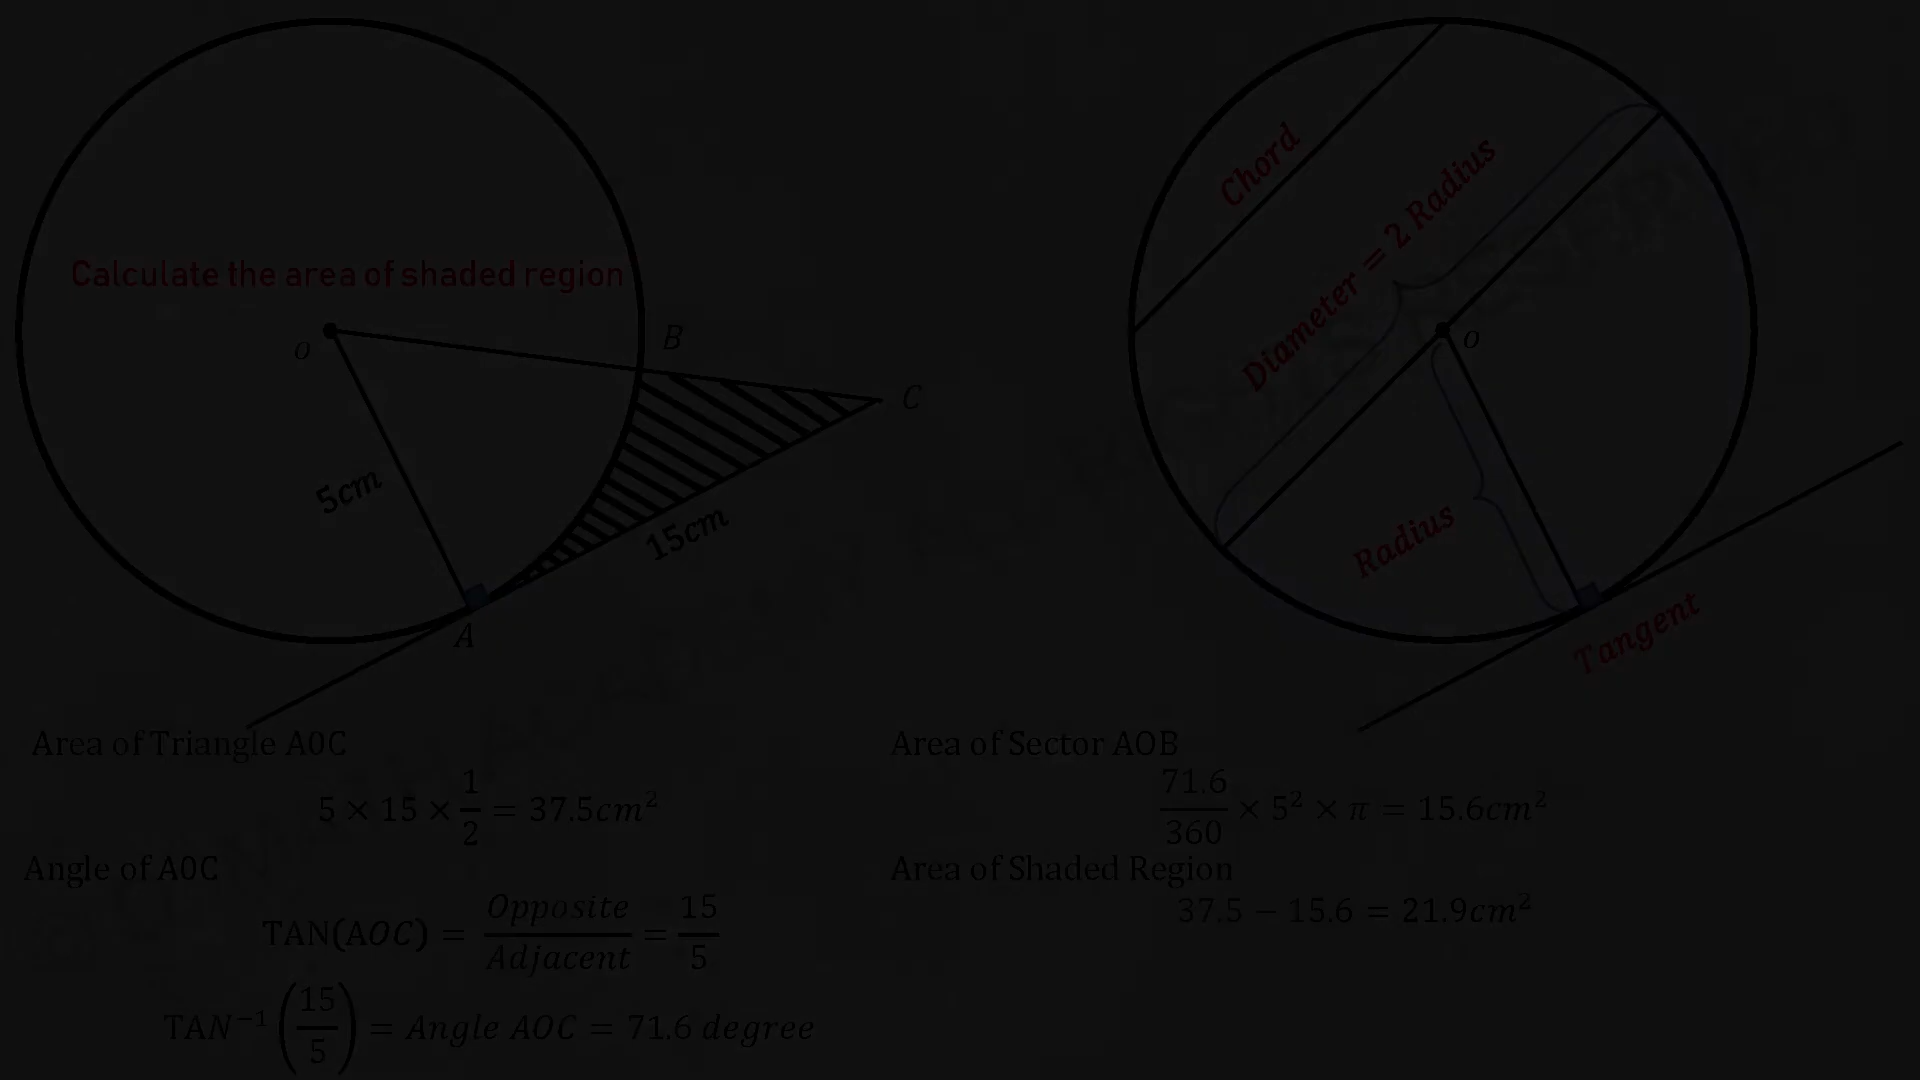 Calculate the area of shaded region
O
B
C
5cm
15cm
A
Chord
Diameter = 2 Radius
O
Radius
Tangent
Area of Triangle AOC
5 × 15 × 1/2 = 37.5cm²
Angle of AOC
TAN(AOC) = Opposite/Adjacent = 15/5
TAN⁻¹(15/5) = Angle AOC = 71.6 degree
Area of Sector AOB
71.6/360 × 5² × π = 15.6cm²
Area of Shaded Region
37.5 − 15.6 = 21.9cm²